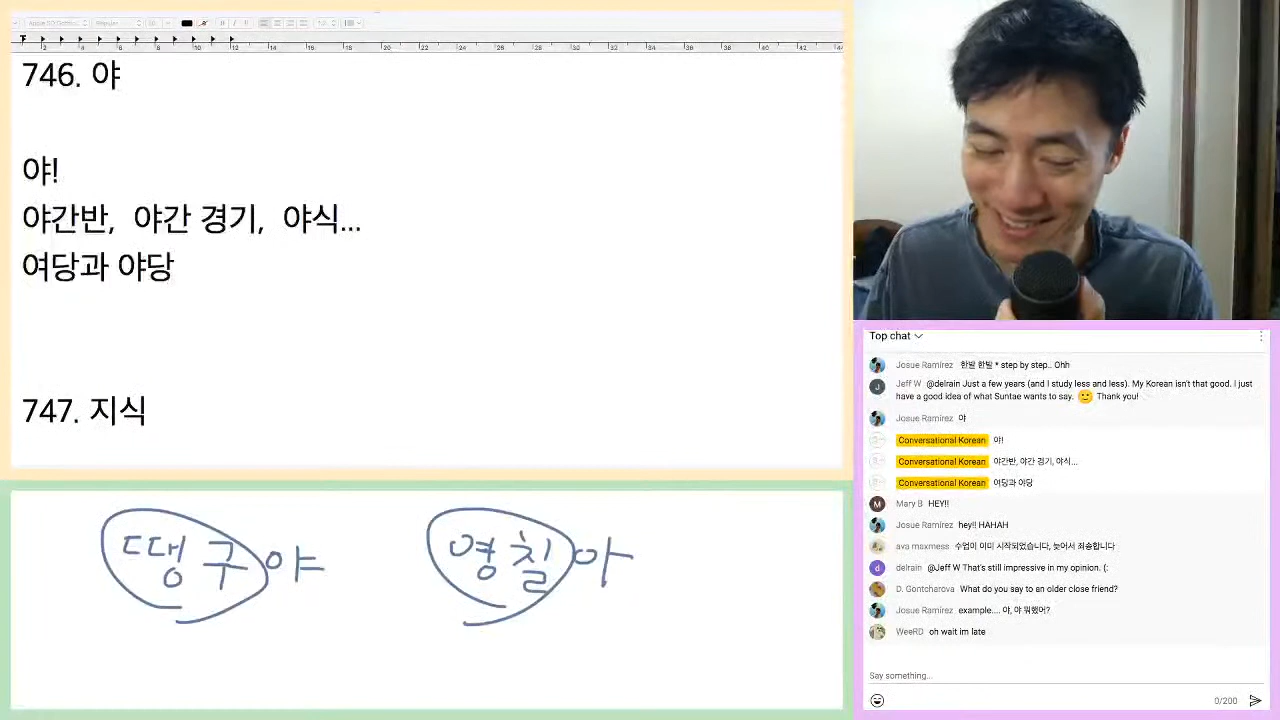 746. 야
야!
야간반, 야간 경기, 야식...
여당과 야당
747. 지식
땡구야 영칠아
Top chat
Josue Ramirez 한발 한발 * step by step.. Ohh
Jeff W @delrain Just a few years (and I study less and less). My Korean isn't that good. I just
have a good idea of what Suntae wants to say. Thank you!
Josue Ramirez 야
Conversational Korean 야!
Conversational Korean 야간반, 야간 경기, 야식...
Conversational Korean 여당과 야당
Mary B HEY!!
Josue Ramirez hey!! HAHAH
ava maxmess 수업이 이미 시작되었습니다, 늦어서 죄송합니다
delrain @Jeff W That's still impressive in my opinion. (:
D. Gontcharova What do you say to an older close friend?
Josue Ramirez example.... 야, 야 뭐했어?
WeeRD oh wait im late
Say something...
0/200